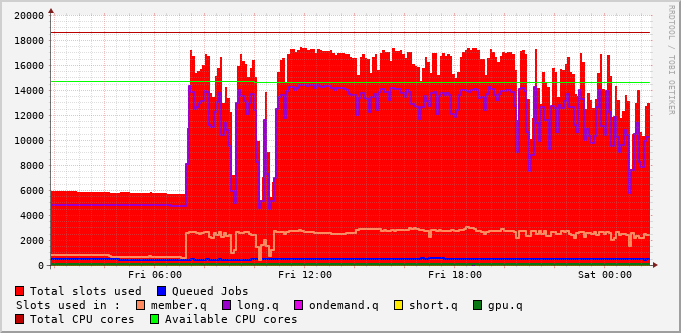 20000
18000
16000
14000
12000
10000
8000
6000
4000
2000
0
Fri 06:00 Fri 12:00 Fri 18:00 Sat 00:00
Total slots used Queued Jobs
Slots used in : member.q long.q ondemand.q short.q gpu.q
Total CPU cores Available CPU cores
RRDTOOL / TOBI OETIKER